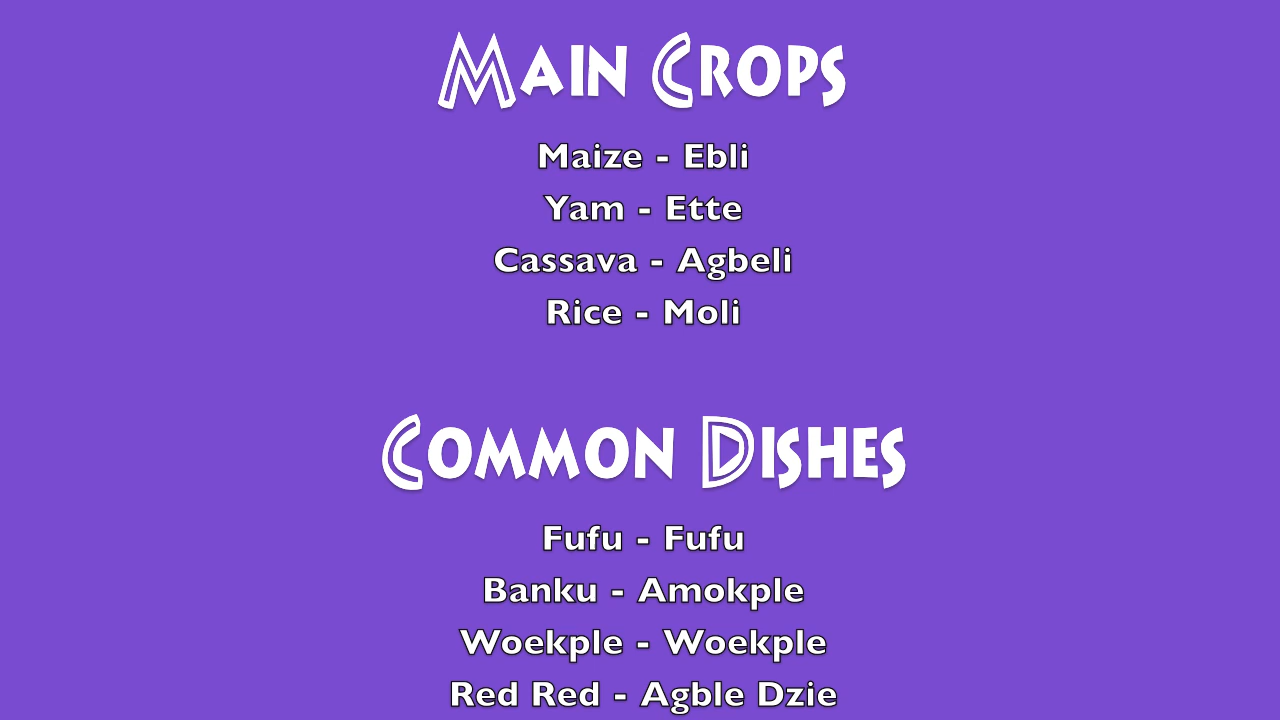 Main Crops
Maize - Ebli
Yam - Ette
Cassava - Agbeli
Rice - Moli
Common Dishes
Fufu - Fufu
Banku - Amokple
Woekple - Woekple
Red Red - Agble Dzie